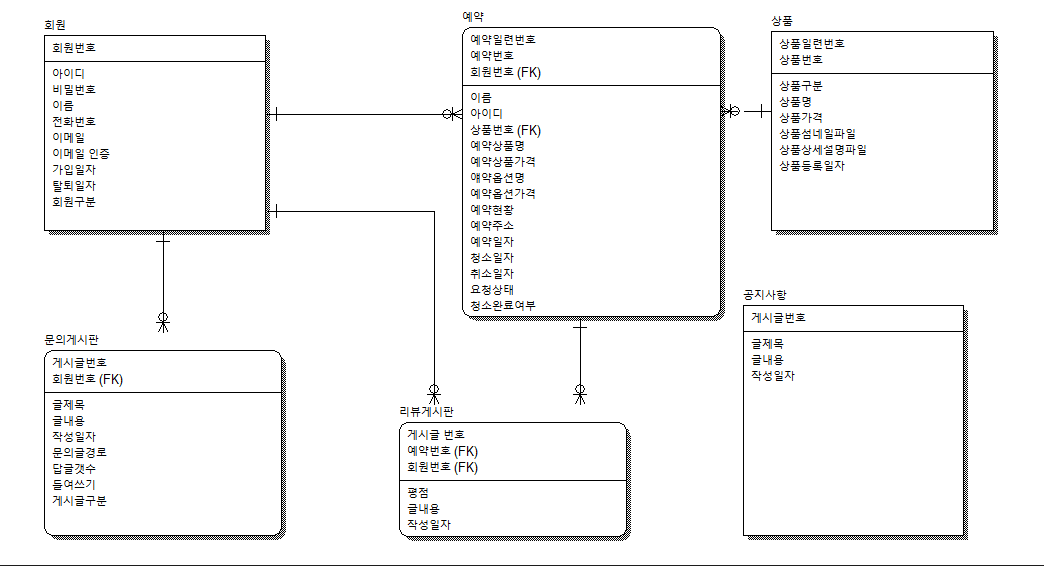 회원
회원번호
아이디
비밀번호
이름
전화번호
이메일
이메일 인증
가입일자
탈퇴일자
회원구분
예약
예약일련번호
예약번호
회원번호 (FK)
이름
아이디
상품번호 (FK)
예약상품명
예약상품가격
얘약옵션명
예약옵션가격
예약현황
예약주소
예약일자
청소일자
취소일자
요청상태
청소완료여부
상품
상품일련번호
상품번호
상품구분
상품명
상품가격
상품섬네일파일
상품상세설명파일
상품등록일자
문의게시판
게시글번호
회원번호 (FK)
글제목
글내용
작성일자
문의글경로
답글갯수
들여쓰기
게시글구분
리뷰게시판
게시글 번호
예약번호 (FK)
회원번호 (FK)
평점
글내용
작성일자
공지사항
게시글번호
글제목
글내용
작성일자